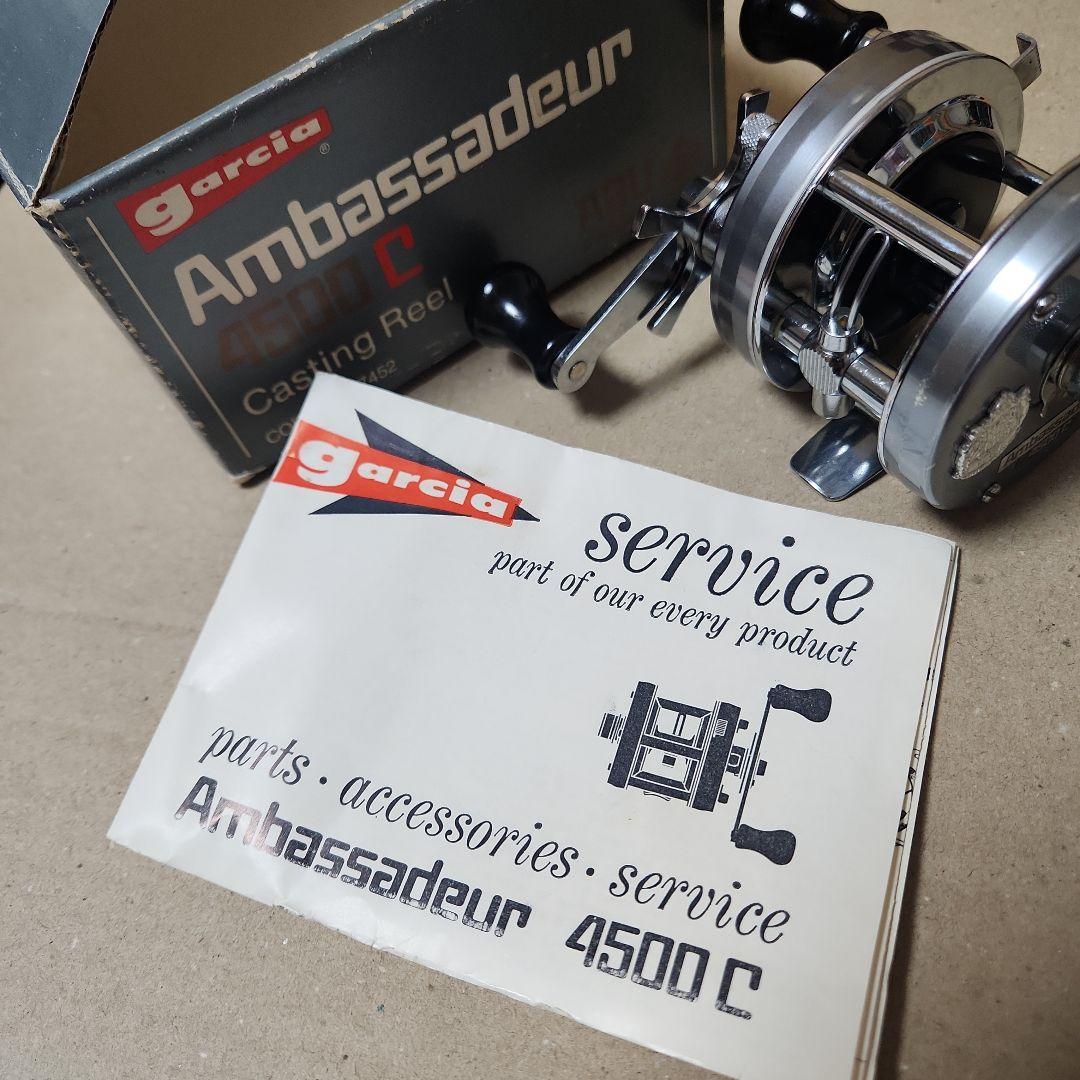 garcia
®
Ambassadeur
4500 C
Casting Reel
garcia
service
part of our every product
parts · accessories · service
Ambassadeur 4500 C